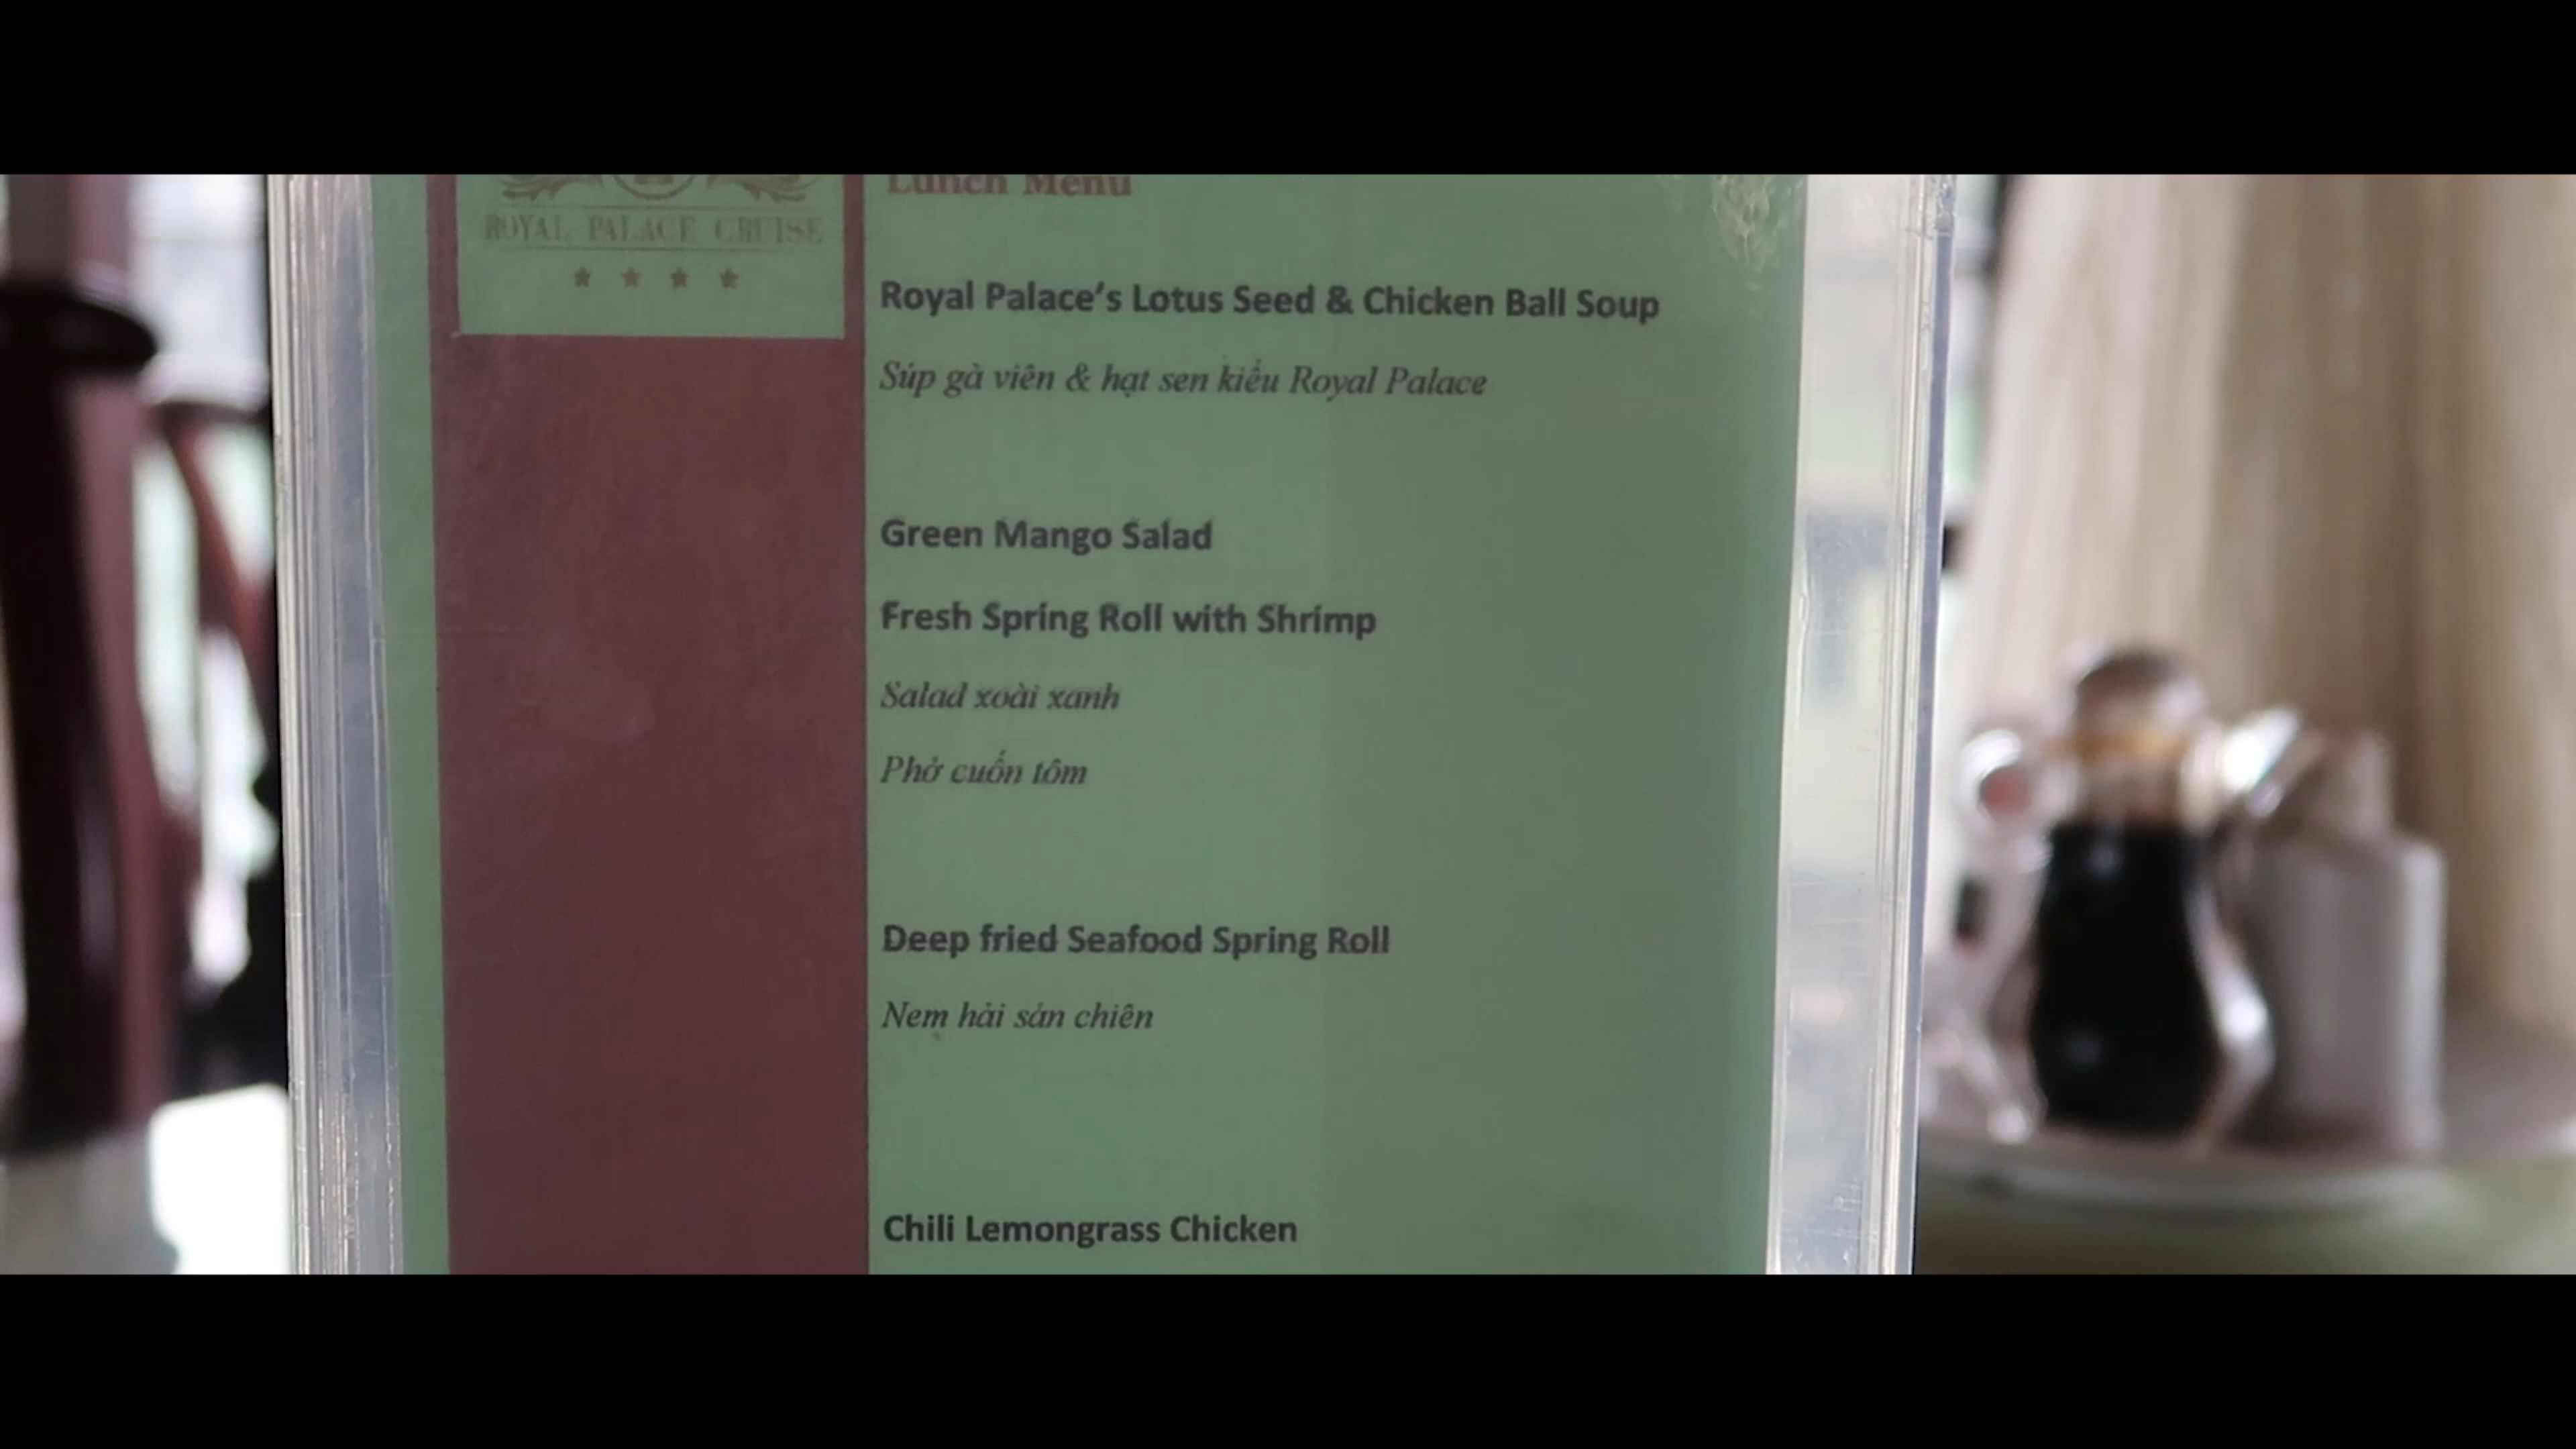 Lunch Menu
ROYAL PALACE CRUISE
Royal Palace's Lotus Seed & Chicken Ball Soup
Súp gà viên & hạt sen kiểu Royal Palace
Green Mango Salad
Fresh Spring Roll with Shrimp
Salad xoài xanh
Phở cuốn tôm
Deep fried Seafood Spring Roll
Nem hải sản chiên
Chili Lemongrass Chicken